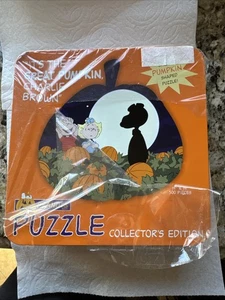 "IT'S THE
GREAT PUMPKIN,
CHARLIE
BROWN"
PUMPKIN
SHAPED
PUZZLE!
PUZZLE
COLLECTOR'S EDITION